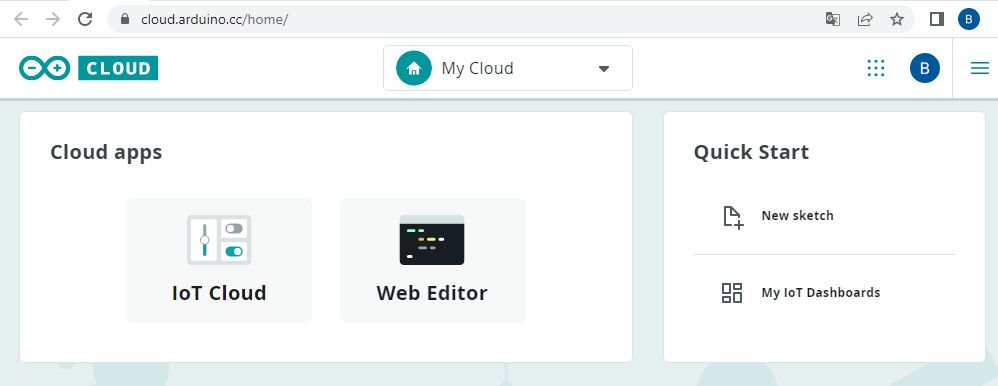 cloud.arduino.cc/home/
B
CLOUD
My Cloud
B
Cloud apps
IoT Cloud
Web Editor
Quick Start
New sketch
My IoT Dashboards